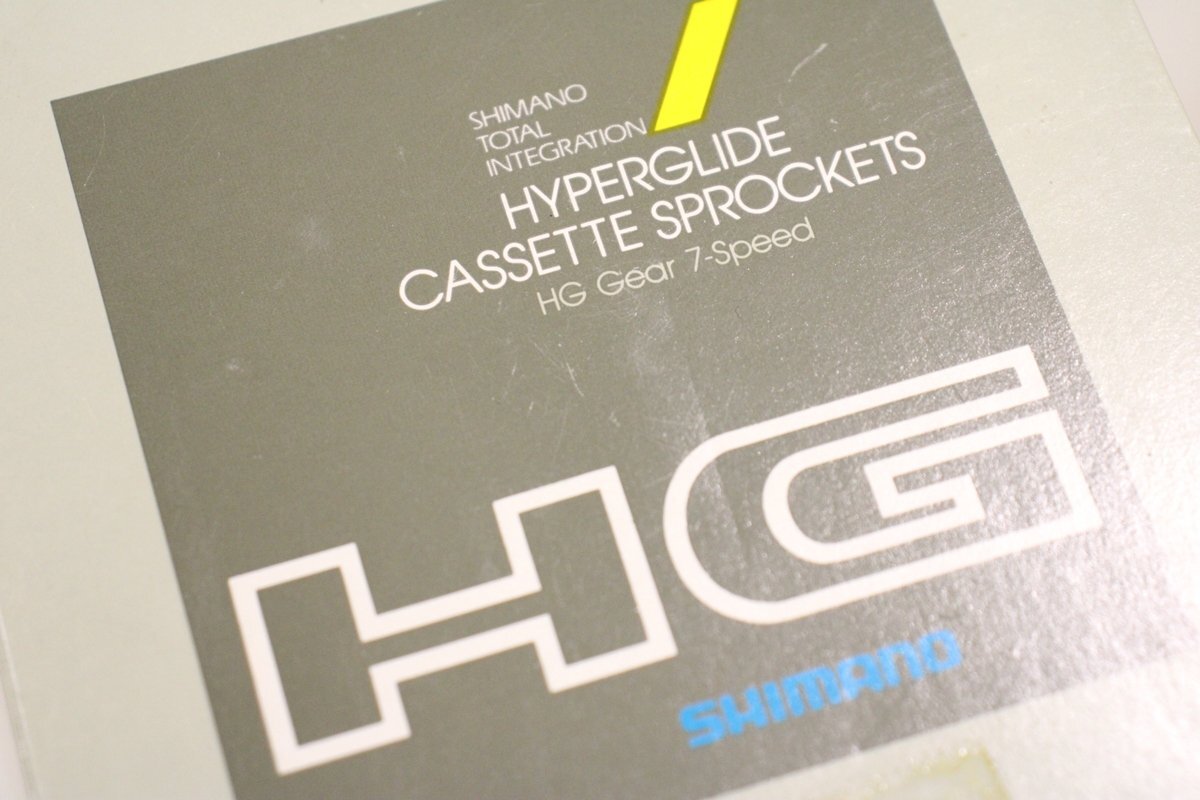 SHIMANO
TOTAL
INTEGRATION
HYPERGLIDE
CASSETTE SPROCKETS
HG Gear 7-Speed
HG
SHIMANO